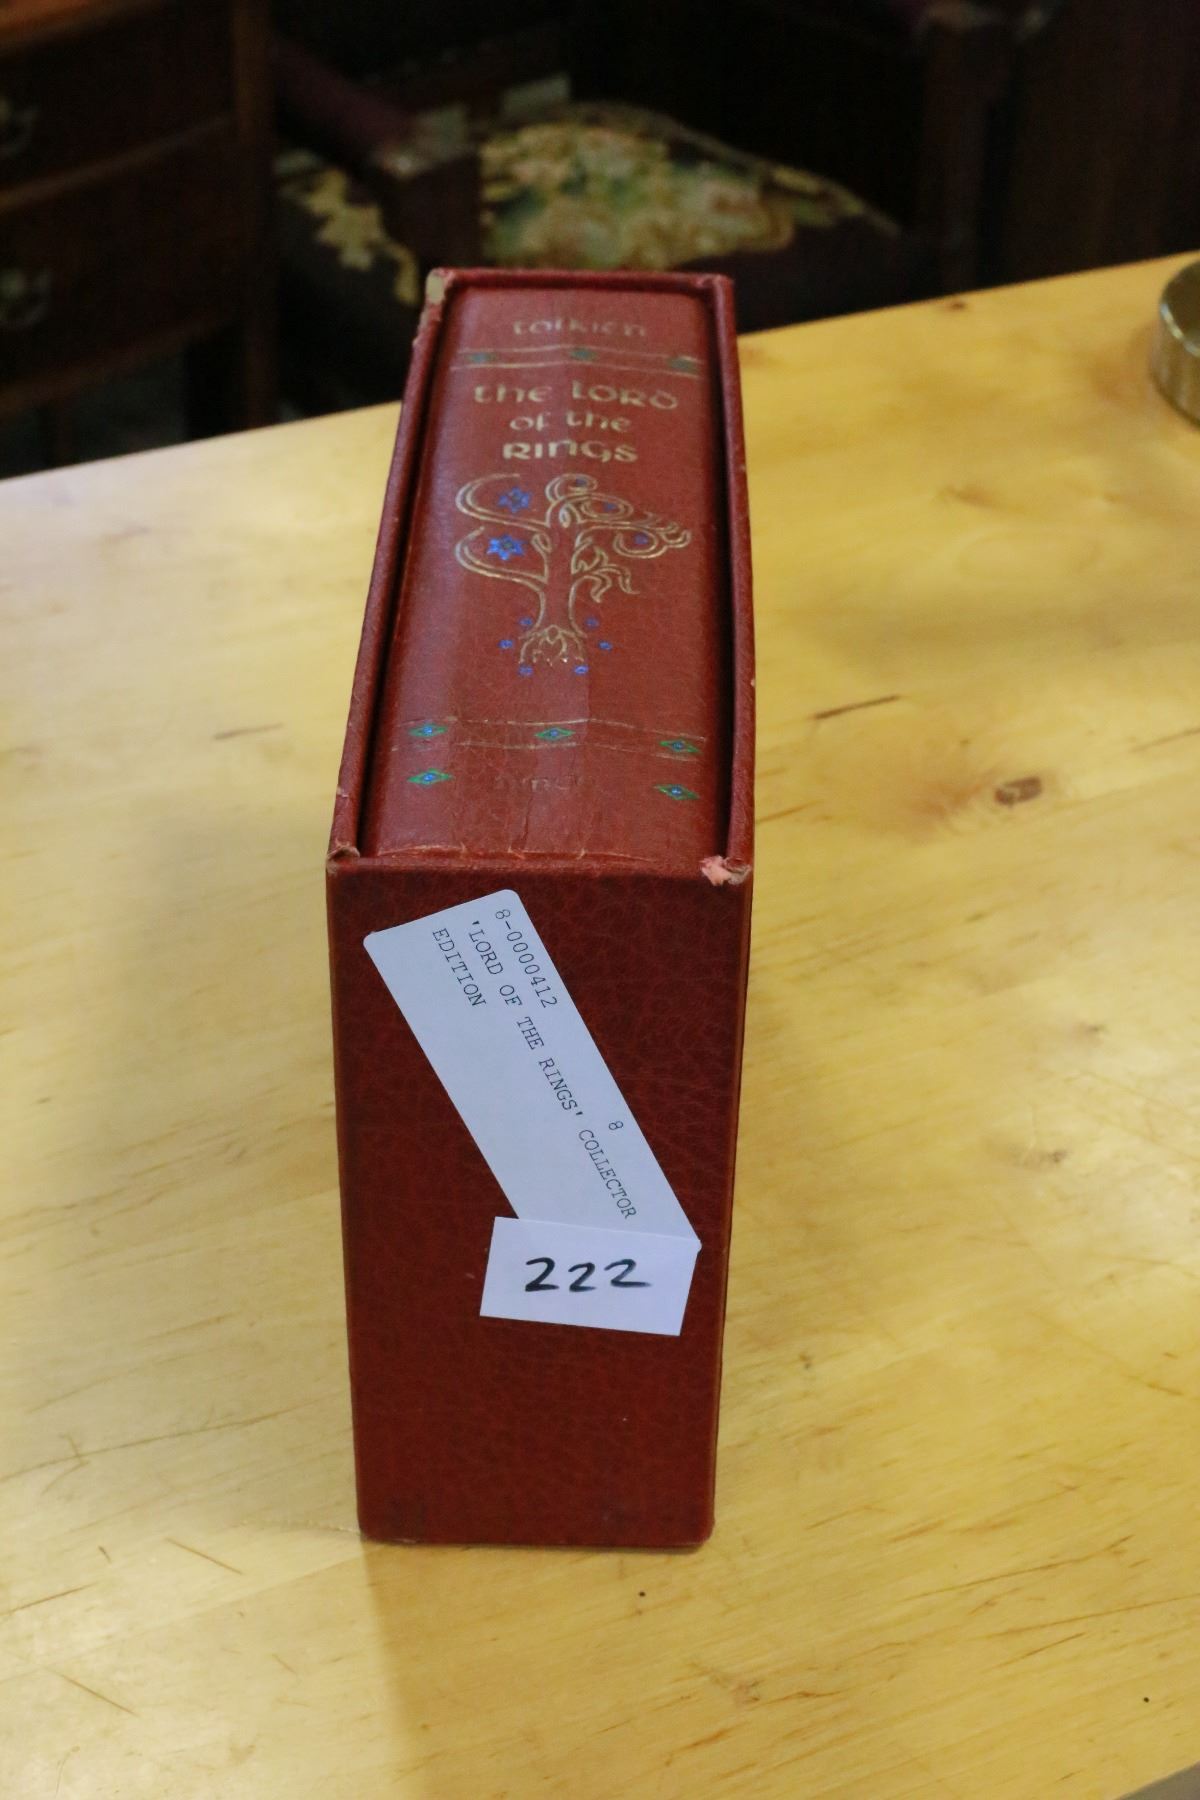 tolkien
the LORD
of the
RINGS
8-0000412 8
'LORD OF THE RINGS' COLLECTOR
EDITION
222